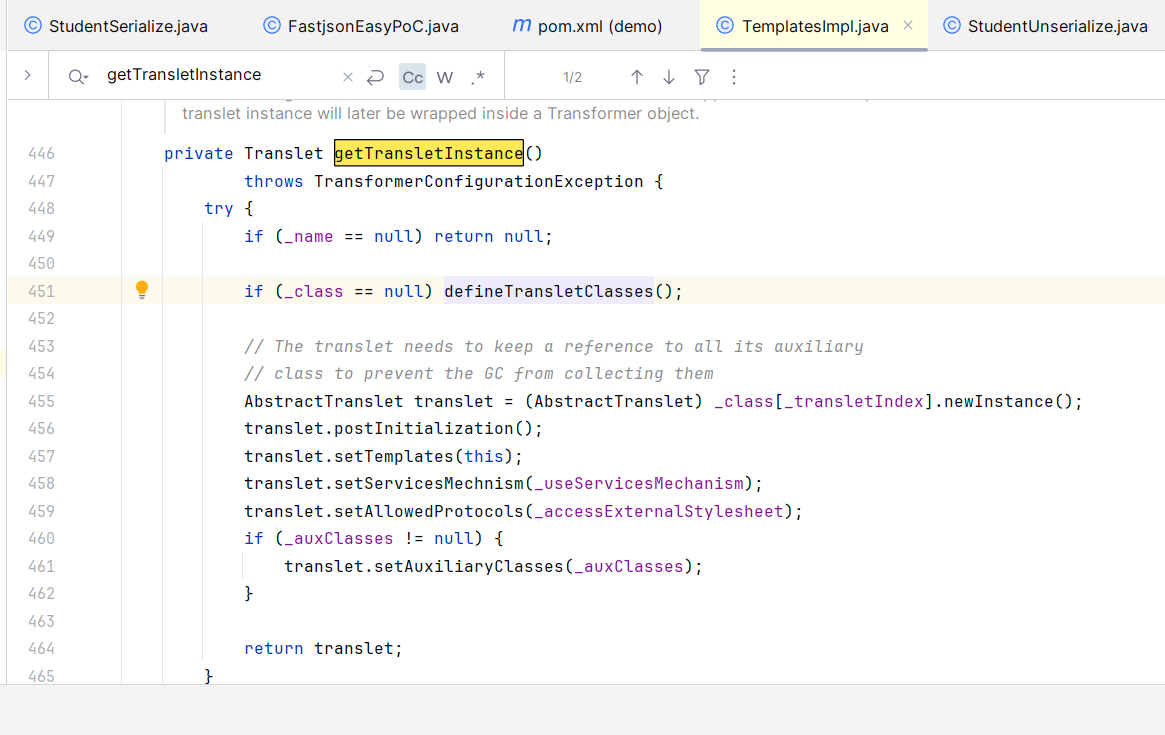 StudentSerialize.java FastjsonEasyPoC.java pom.xml (demo) TemplatesImpl.java StudentUnserialize.java
getTransletInstance Cc W .* 1/2
translet instance will later be wrapped inside a Transformer object.
446 private Translet getTransletInstance()
447 throws TransformerConfigurationException {
448 try {
449 if (_name == null) return null;
450
451 if (_class == null) defineTransletClasses();
452
453 // The translet needs to keep a reference to all its auxiliary
454 // class to prevent the GC from collecting them
455 AbstractTranslet translet = (AbstractTranslet) _class[_transletIndex].newInstance();
456 translet.postInitialization();
457 translet.setTemplates(this);
458 translet.setServicesMechnism(_useServicesMechanism);
459 translet.setAllowedProtocols(_accessExternalStylesheet);
460 if (_auxClasses != null) {
461 translet.setAuxiliaryClasses(_auxClasses);
462 }
463
464 return translet;
465 }